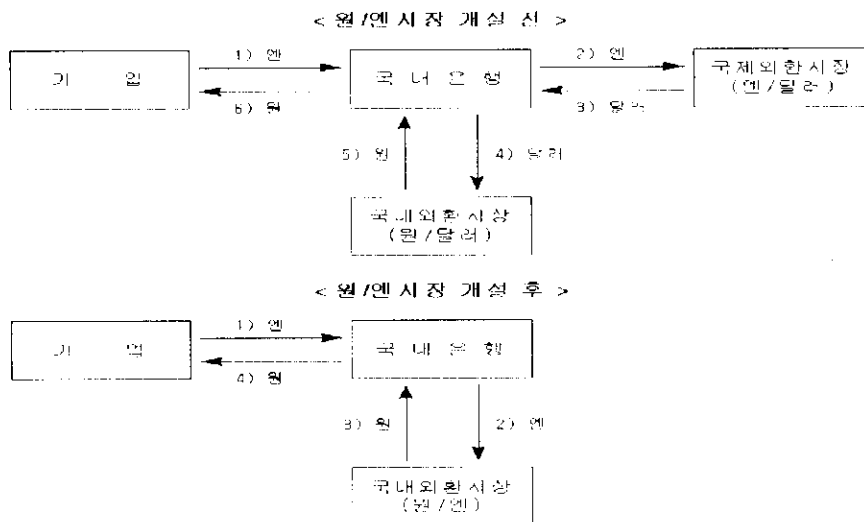 < 원/엔시장 개설 전 >
1) 엔
2) 엔
기 업
국 내 은 행
국제외환시장
(엔/달러)
6) 원
3) 달러
5) 원
4) 달러
국내외환시장
(원/달러)
< 원/엔시장 개설 후 >
1) 엔
기 업
국 내 은 행
4) 원
3) 원
2) 엔
국내외환시장
(원/엔)